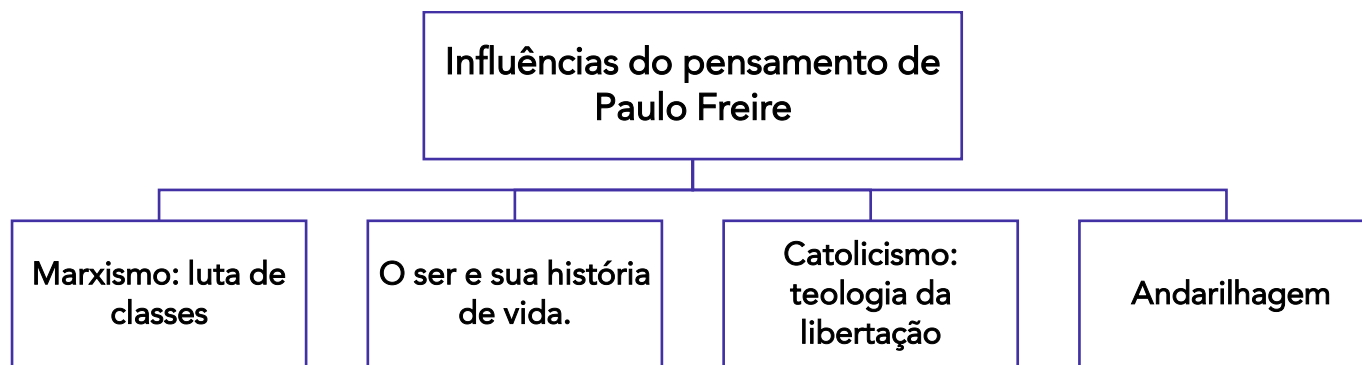 Influências do pensamento de
Paulo Freire
Marxismo: luta de
classes
O ser e sua história
de vida.
Catolicismo:
teologia da
libertação
Andarilhagem